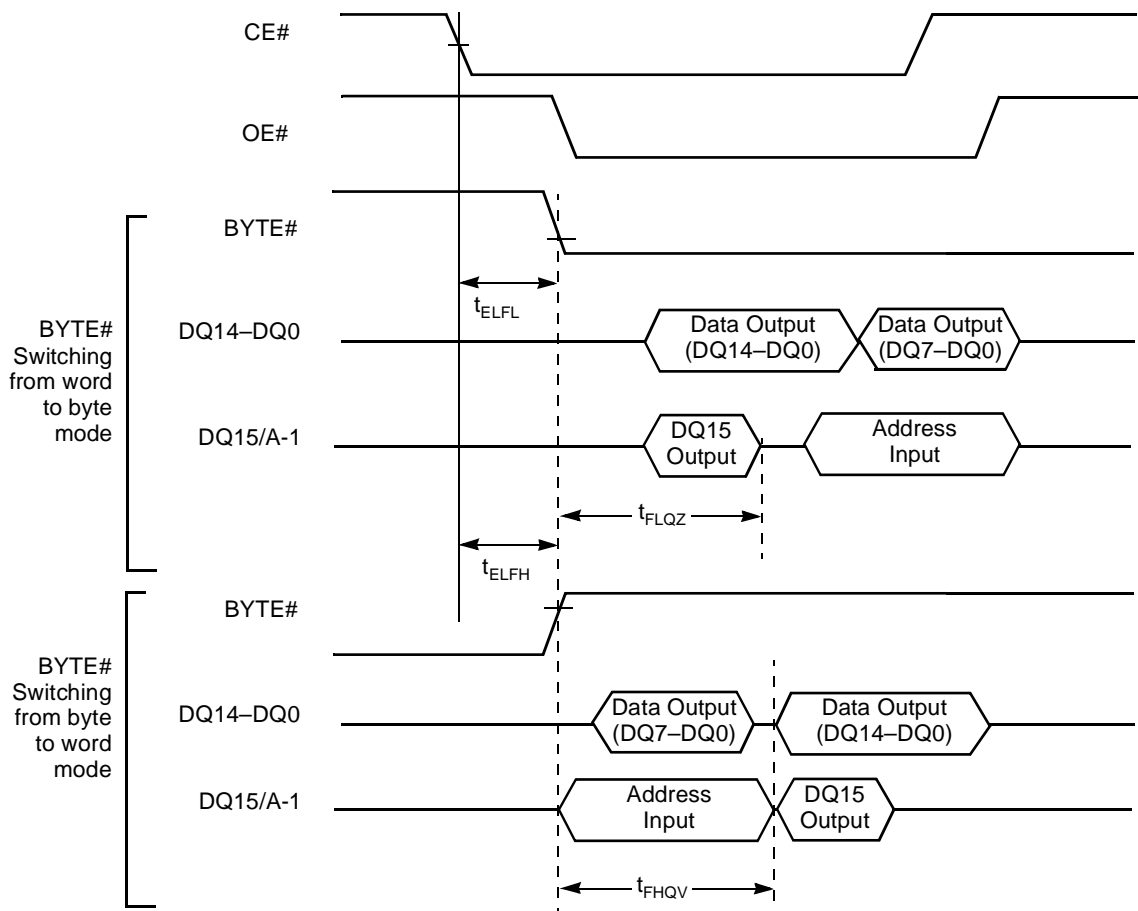 CE#
OE#
BYTE#
tELFL
BYTE#
Switching
from word
to byte
mode
DQ14–DQ0
Data Output
(DQ14–DQ0)
Data Output
(DQ7–DQ0)
DQ15/A-1
DQ15
Output
Address
Input
tFLQZ
tELFH
BYTE#
BYTE#
Switching
from byte
to word
mode
DQ14–DQ0
Data Output
(DQ7–DQ0)
Data Output
(DQ14–DQ0)
DQ15/A-1
Address
Input
DQ15
Output
tFHQV